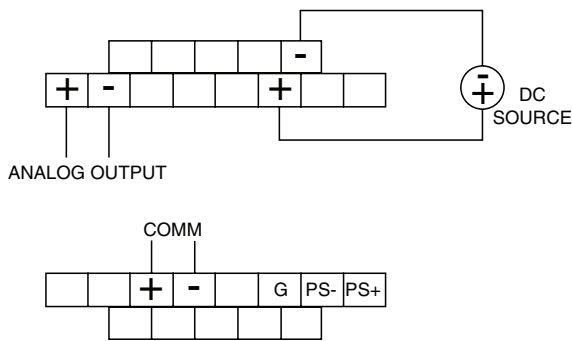 -
+ - +
-
+
DC
SOURCE
ANALOG OUTPUT
COMM
+ - G PS- PS+